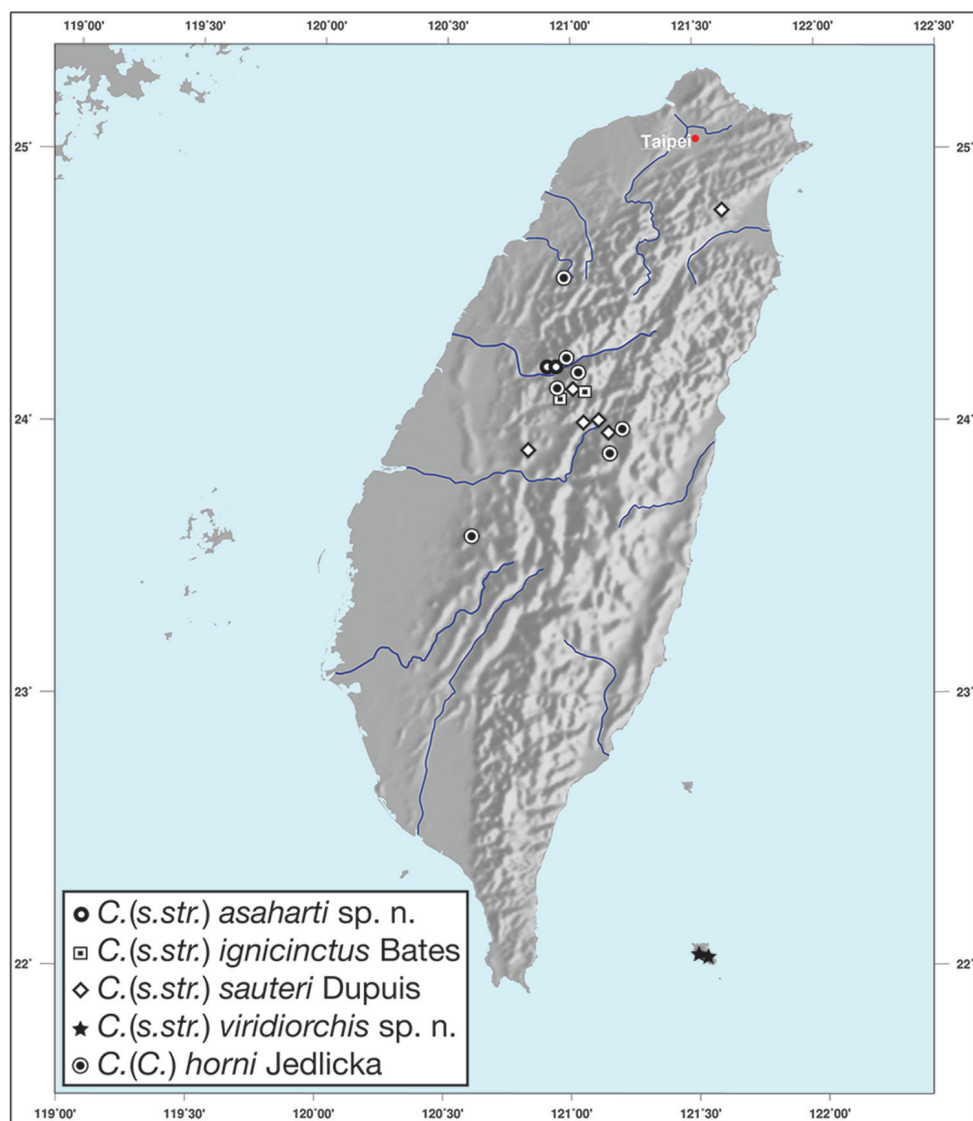 119˚00' 119˚30' 120˚00' 120˚30' 121˚00' 121˚30' 122˚00' 122˚30'
25˚ 25˚
Taipei
24˚ 24˚
23˚ 23˚
22˚ 22˚
C.(s.str.) asaharti sp. n.
C.(s.str.) ignicinctus Bates
C.(s.str.) sauteri Dupuis
C.(s.str.) viridiorchis sp. n.
C.(C.) horni Jedlicka
119˚00' 119˚30' 120˚00' 120˚30' 121˚00' 121˚30' 122˚00'